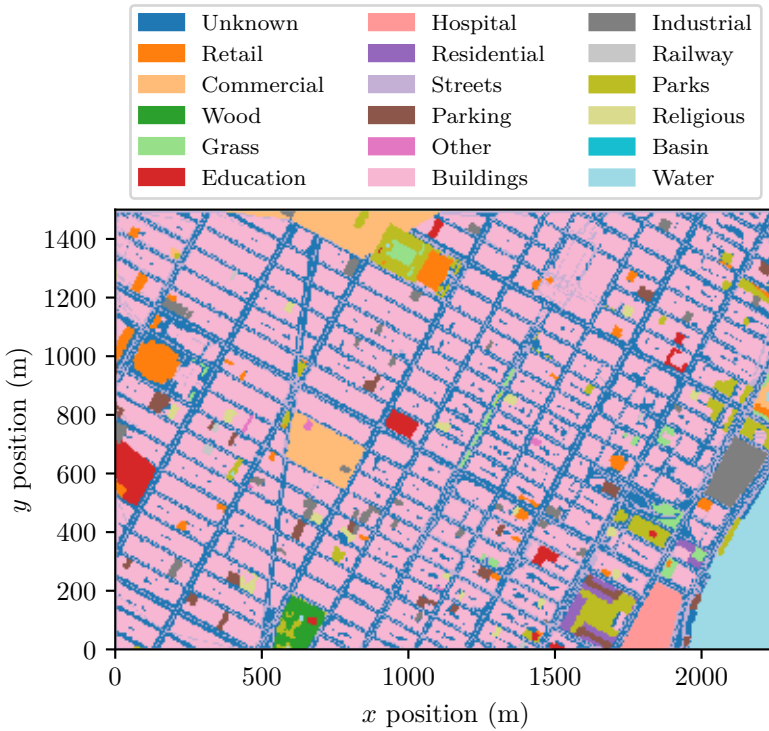 Unknown Hospital Industrial
Retail Residential Railway
Commercial Streets Parks
Wood Parking Religious
Grass Other Basin
Education Buildings Water
1400
1200
1000
800
600
400
200
0
y position (m)
0 500 1000 1500 2000
x position (m)